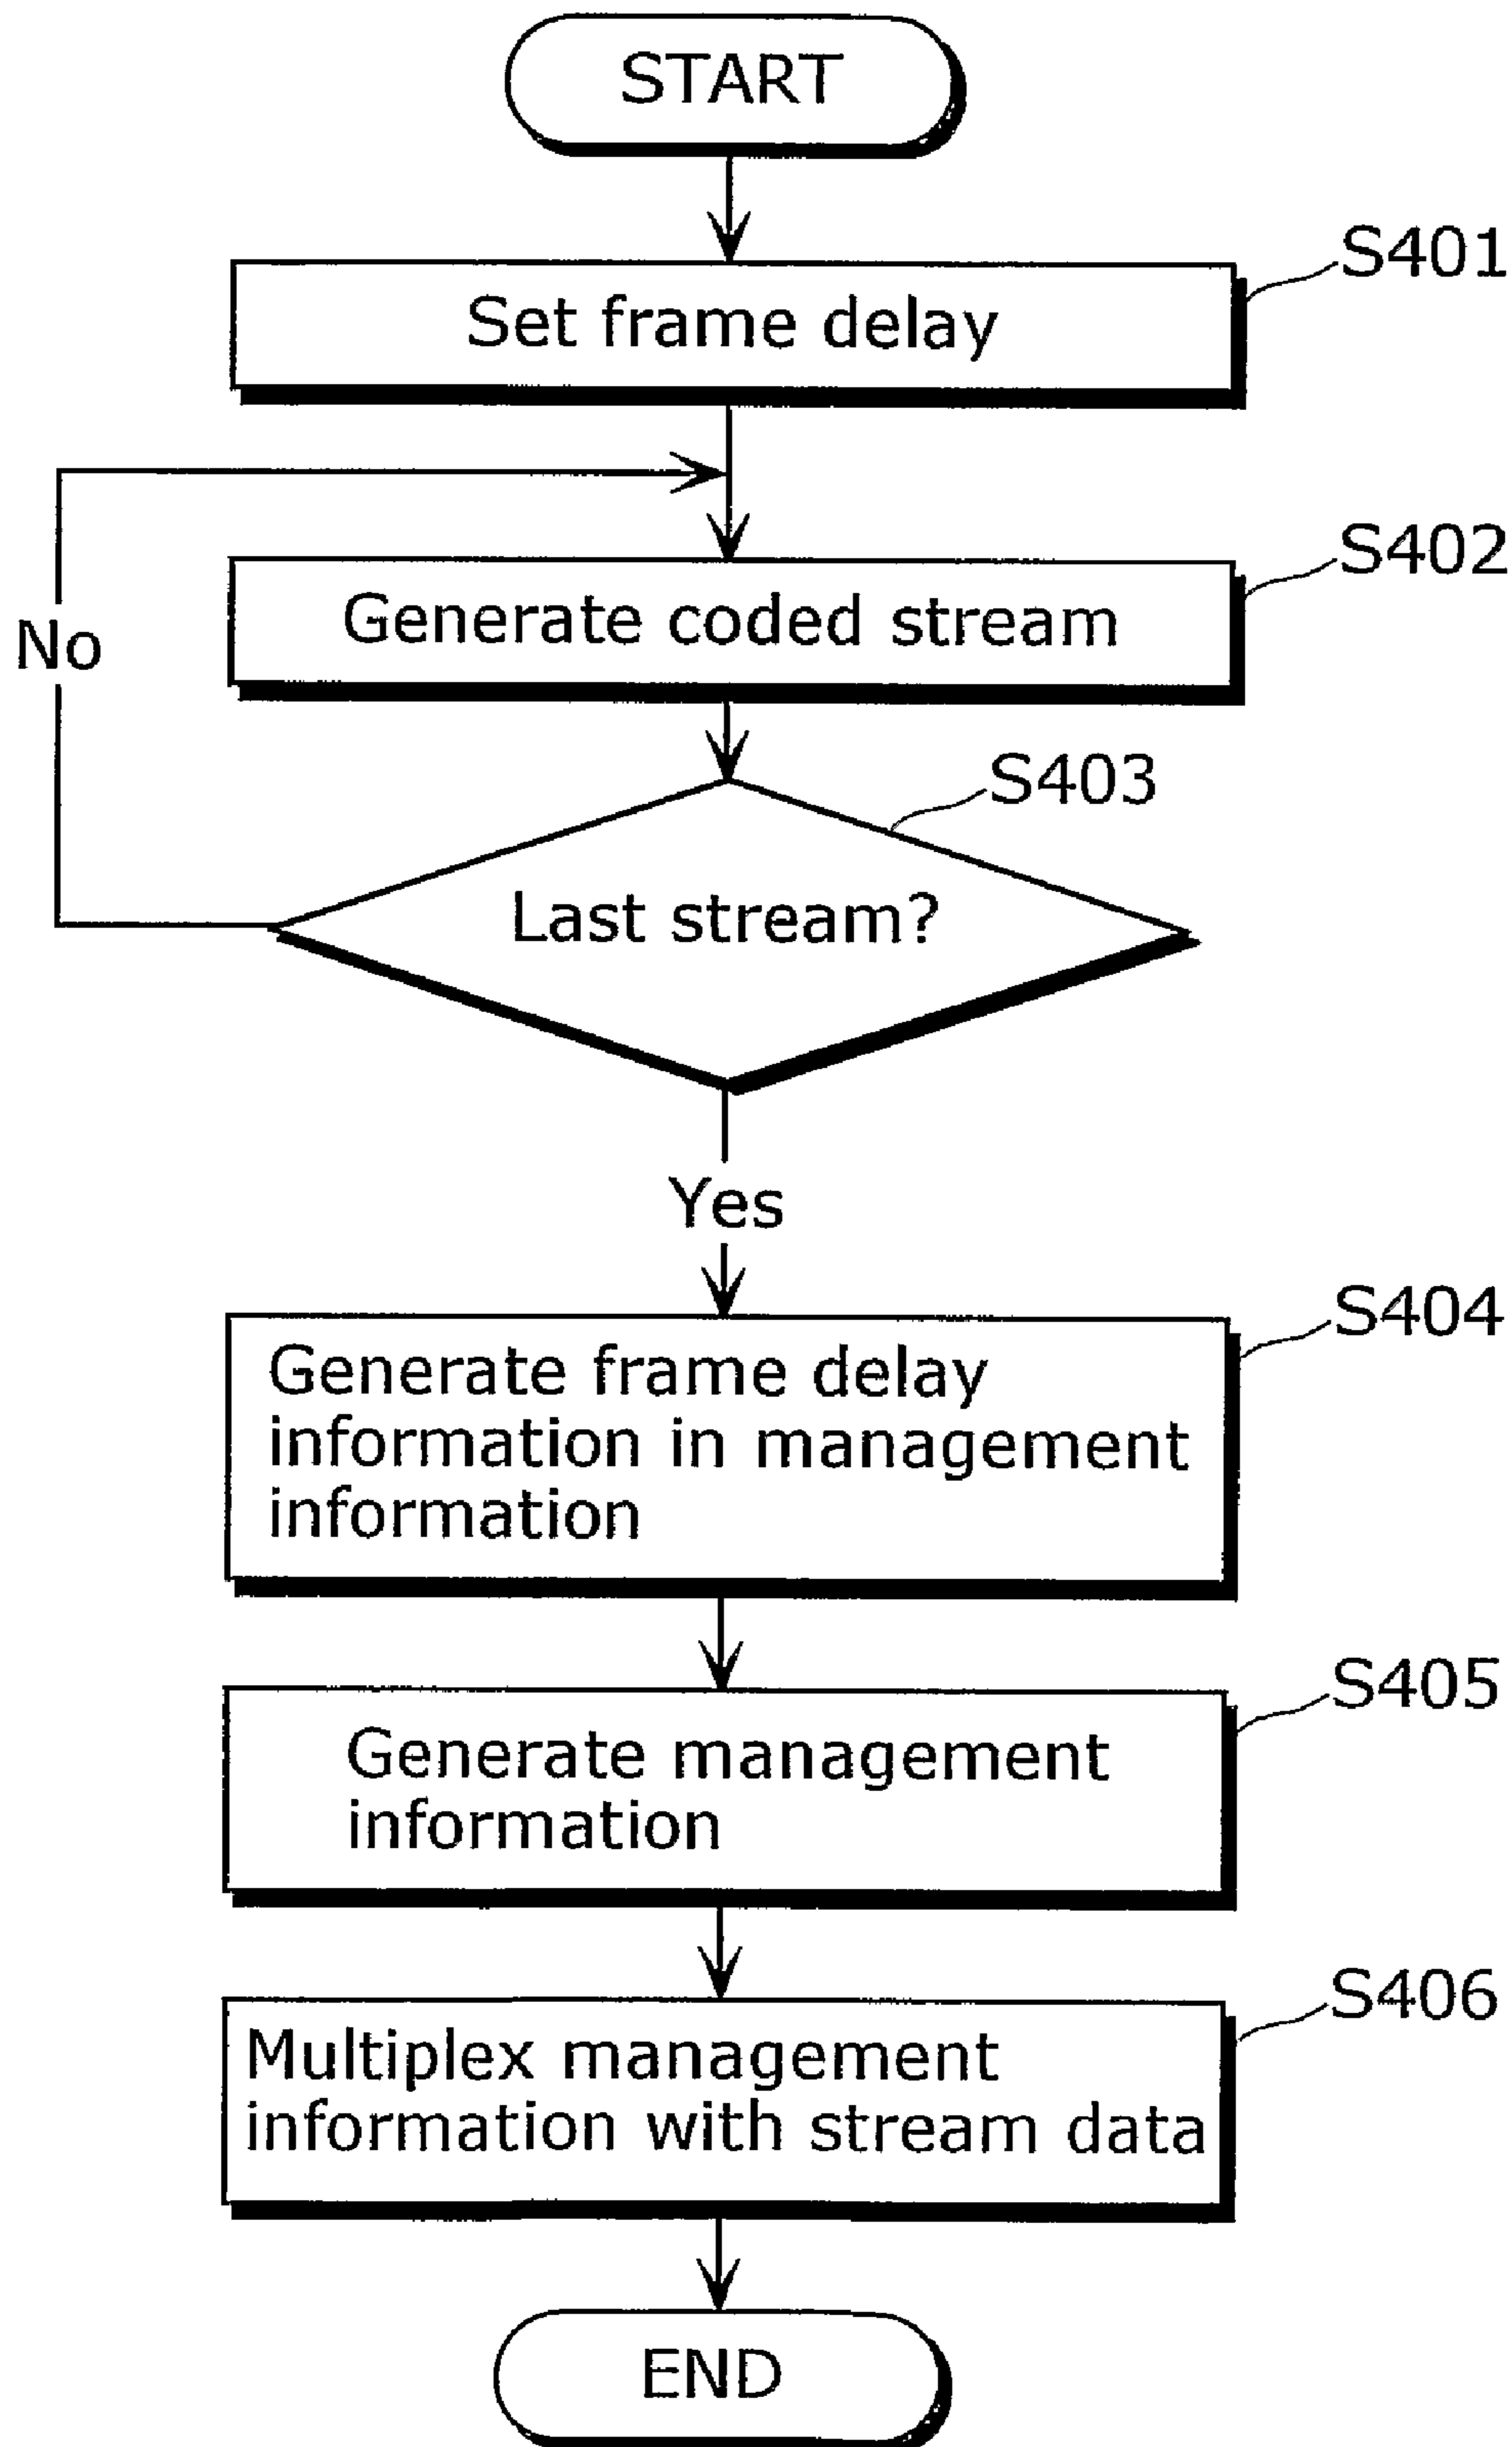 START
S401
Set frame delay
S402
Generate coded stream
No
S403
Last stream?
Yes
S404
Generate frame delay
information in management
information
S405
Generate management
information
S406
Multiplex management
information with stream data
END